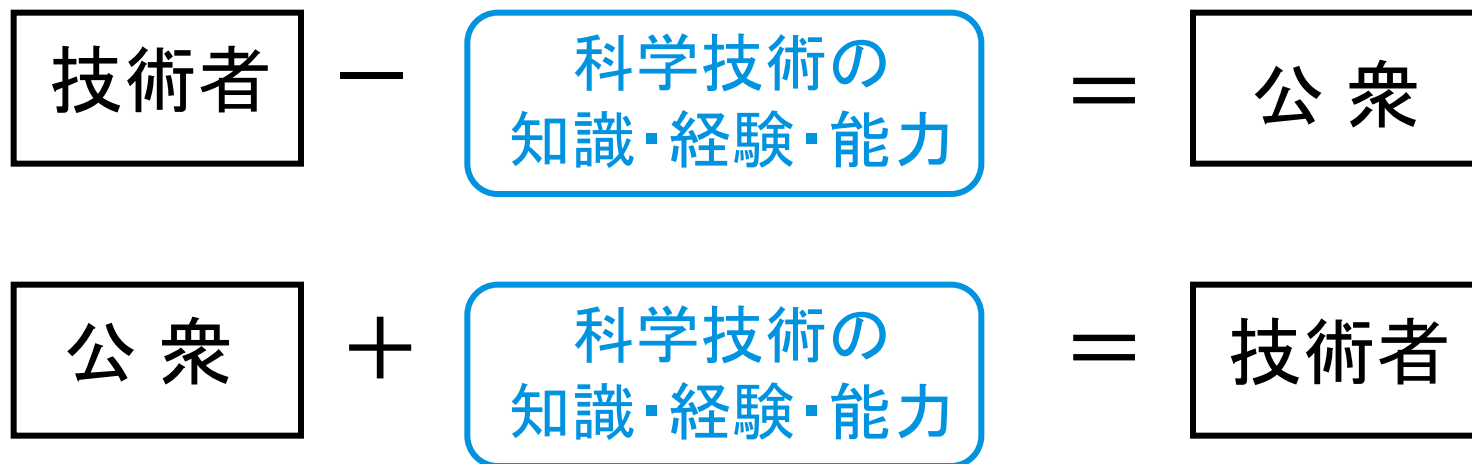 技術者 − 科学技術の = 公 衆
知識・経験・能力
公 衆 + 科学技術の = 技術者
知識・経験・能力